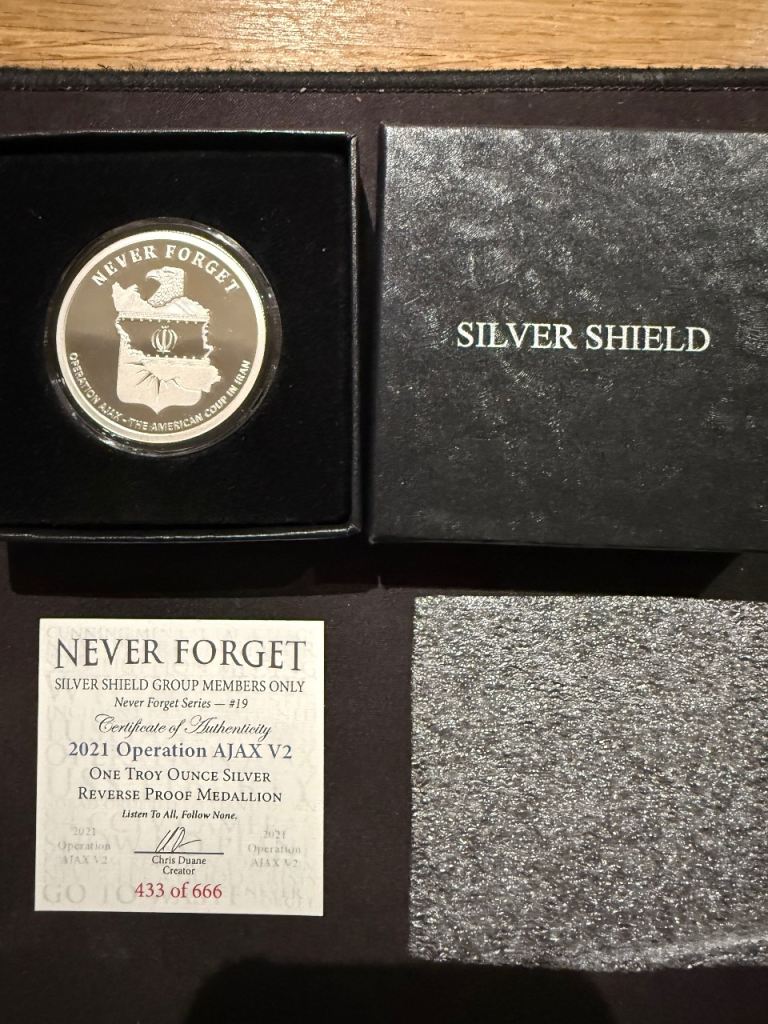 NEVER FORGET
OPERATION AJAX - THE AMERICAN COUP IN IRAN
SILVER SHIELD
NEVER FORGET
SILVER SHIELD GROUP MEMBERS ONLY
Never Forget Series — #19
Certificate of Authenticity
2021 Operation AJAX V2
ONE TROY OUNCE SILVER
REVERSE PROOF MEDALLION
Listen To All, Follow None.
2021
Operation
AJAX V2
2021
Operation
AJAX V2
Chris Duane
Creator
433 of 666